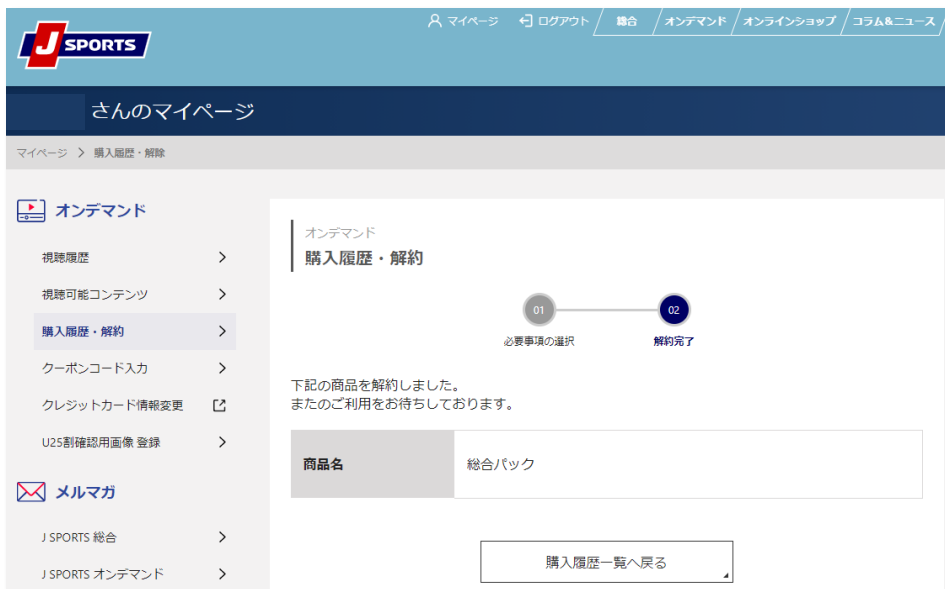 J SPORTS
マイページ ログアウト 総合 オンデマンド オンラインショップ コラム&ニュース
さんのマイページ
マイページ > 購入履歴・解除
オンデマンド
視聴履歴
視聴可能コンテンツ
購入履歴・解約
クーポンコード入力
クレジットカード情報変更
U25割確認用画像 登録
メルマガ
J SPORTS 総合
J SPORTS オンデマンド
オンデマンド
購入履歴・解約
01 02
必要事項の選択 解約完了
下記の商品を解約しました。
またのご利用をお待ちしております。
商品名 総合パック
購入履歴一覧へ戻る